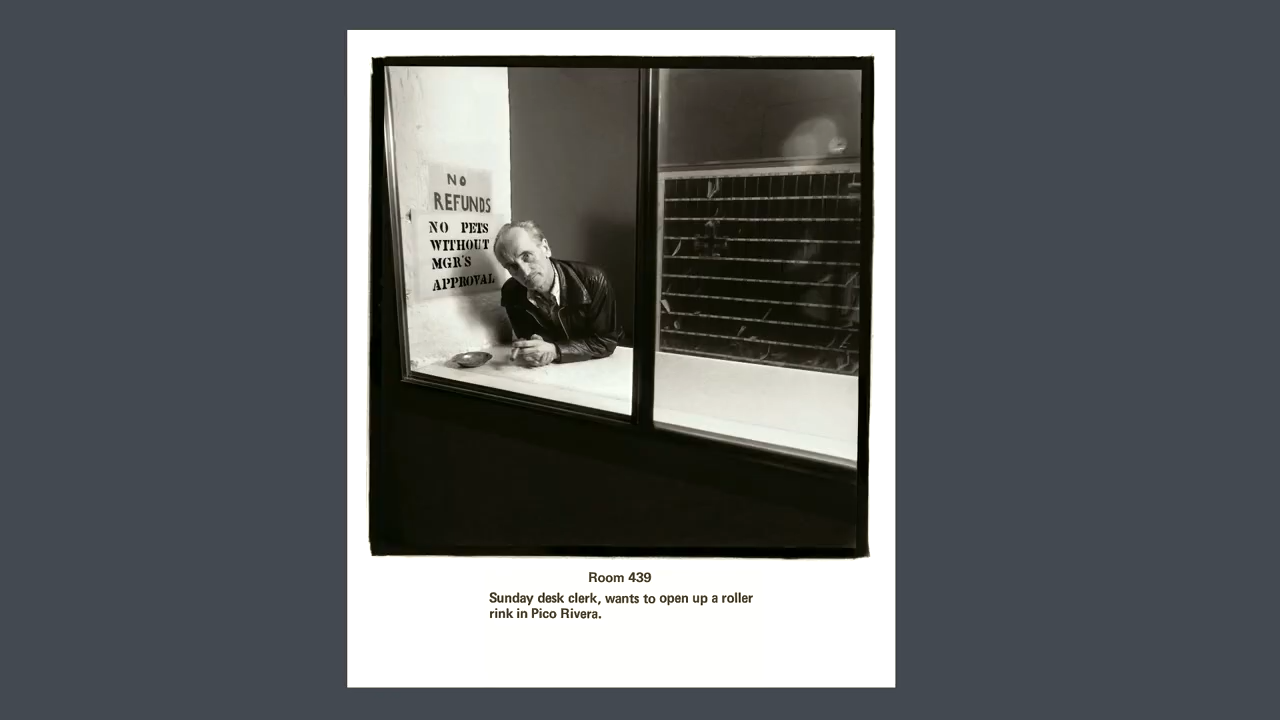 NO
REFUNDS
NO PETS
WITHOUT
MGR'S
APPROVAL
Room 439
Sunday desk clerk, wants to open up a roller
rink in Pico Rivera.